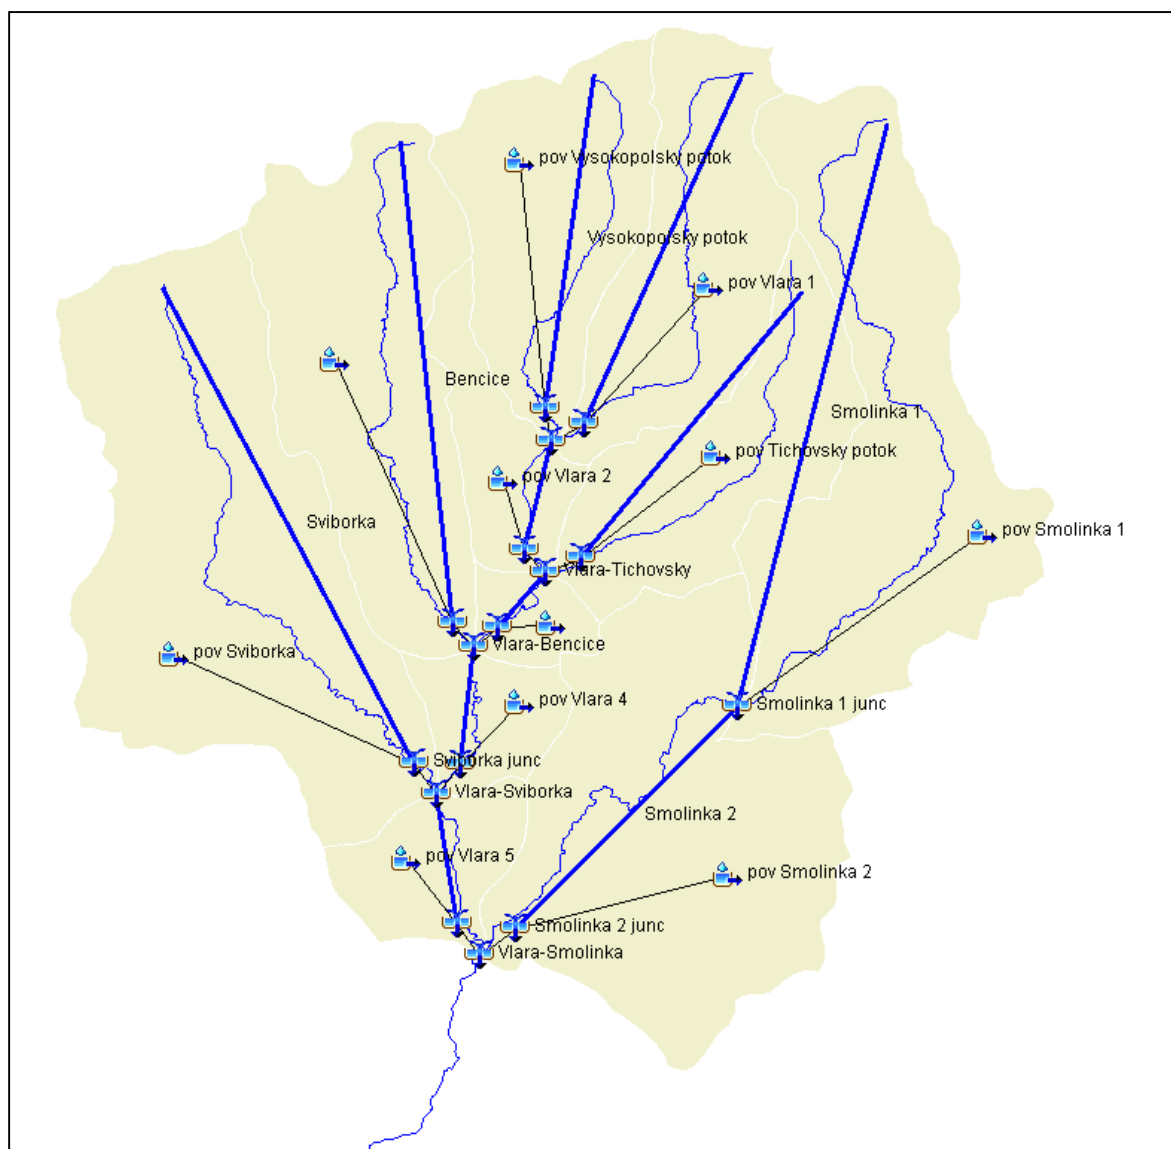 pov Vysokopolsky potok
Vysokopolsky potok
pov Vlara 1
Bencice
Smolinka 1
pov Tichovsky potok
pov Vlara 2
Sviborka
pov Smolinka 1
Vlara-Tichovsky
Vlara-Bencice
pov Sviborka
pov Vlara 4
Smolinka 1 junc
Sviborka junc
Vlara-Sviborka
Smolinka 2
pov Vlara 5
pov Smolinka 2
Smolinka 2 junc
Vlara-Smolinka